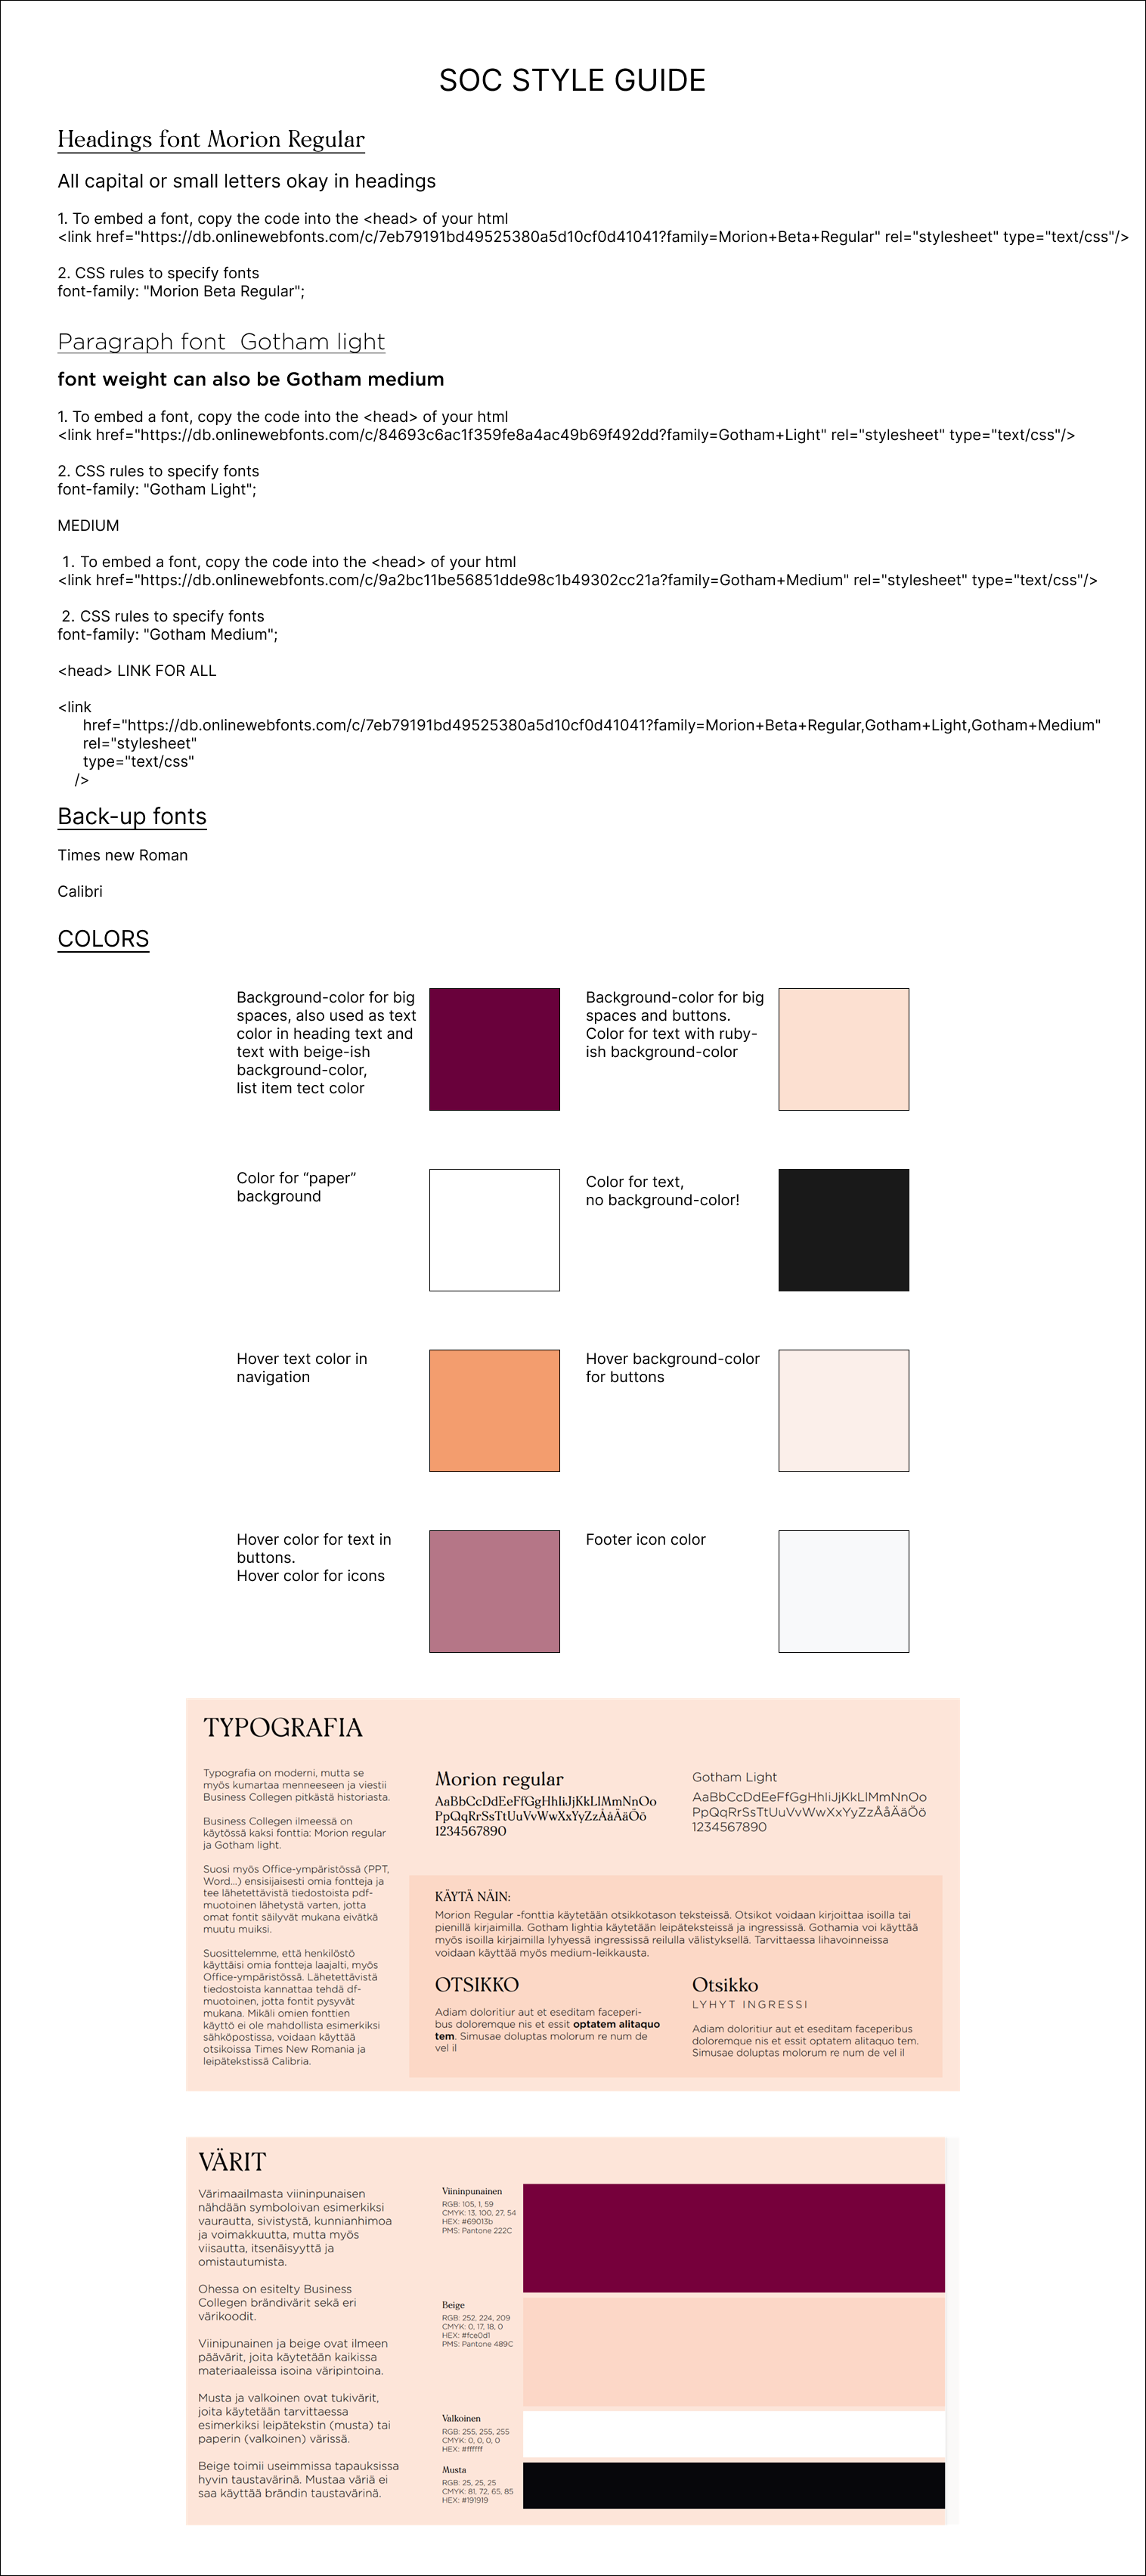 SOC STYLE GUIDE
Headings font Morion Regular
All capital or small letters okay in headings
1. To embed a font, copy the code into the <head> of your html
<link href="https://db.onlinewebfonts.com/c/7eb79191bd49525380a5d10cf0d41041?family=Morion+Beta+Regular" rel="stylesheet" type="text/css"/>
2. CSS rules to specify fonts
font-family: "Morion Beta Regular";
Paragraph font  Gotham light
font weight can also be Gotham medium
1. To embed a font, copy the code into the <head> of your html
<link href="https://db.onlinewebfonts.com/c/84693c6ac1f359fe8a4ac49b69f492dd?family=Gotham+Light" rel="stylesheet" type="text/css"/>
2. CSS rules to specify fonts
font-family: "Gotham Light";
MEDIUM
1. To embed a font, copy the code into the <head> of your html
<link href="https://db.onlinewebfonts.com/c/9a2bc11be56851dde98c1b49302cc21a?family=Gotham+Medium" rel="stylesheet" type="text/css"/>
2. CSS rules to specify fonts
font-family: "Gotham Medium";
<head> LINK FOR ALL
<link
href="https://db.onlinewebfonts.com/c/7eb79191bd49525380a5d10cf0d41041?family=Morion+Beta+Regular,Gotham+Light,Gotham+Medium"
rel="stylesheet"
type="text/css"
/>
Back-up fonts
Times new Roman
Calibri
COLORS
Background-color for big
spaces, also used as text
color in heading text and
text with beige-ish
background-color,
list item tect color
Background-color for big
spaces and buttons.
Color for text with ruby-
ish background-color
Color for “paper”
background
Color for text,
no background-color!
Hover text color in
navigation
Hover background-color
for buttons
Hover color for text in
buttons.
Hover color for icons
Footer icon color
TYPOGRAFIA
Typografia on moderni, mutta se
myös kumartaa menneeseen ja viestii
Business Collegen pitkästä historiasta.
Business Collegen ilmeessä on
käytössä kaksi fonttia: Morion regular
ja Gotham light.
Suosi myös Office-ympäristössä (PPT,
Word...) ensisijaisesti omia fontteja ja
tee lähetettävistä tiedostoista pdf-
muotoinen lähetystä varten, jotta
omat fontit säilyvät mukana eivätkä
muutu muiksi.
Suosittelemme, että henkilöstö
käyttäisi omia fontteja laajalti, myös
Office-ympäristössä. Lähetettävistä
tiedostoista kannattaa tehdä df-
muotoinen, jotta fontit pysyvät
mukana. Mikäli omien fonttien
käyttö ei ole mahdollista esimerkiksi
sähköpostissa, voidaan käyttää
otsikoissa Times New Romania ja
leipätekstissä Calibria.
Morion regular
AaBbCcDdEeFfGgHhIiJjKkLlMmNnOo
PpQqRrSsTtUuVvWwXxYyZzÅåÄäÖö
1234567890
Gotham Light
AaBbCcDdEeFfGgHhIiJjKkLlMmNnOo
PpQqRrSsTtUuVvWwXxYyZzÅåÄäÖö
1234567890
KÄYTÄ NÄIN:
Morion Regular -fonttia käytetään otsikkotason teksteissä. Otsikot voidaan kirjoittaa isoilla tai
pienillä kirjaimilla. Gotham lightia käytetään leipäteksteissä ja ingressissä. Gothamia voi käyttää
myös isoilla kirjaimilla lyhyessä ingressissä reilulla välistyksellä. Tarvittaessa lihavoinneissa
voidaan käyttää myös medium-leikkausta.
OTSIKKO
Adiam doloritiur aut et eseditam faceperi-
bus doloremque nis et essit optatem alitaquo
tem. Simusae doluptas molorum re num de
vel il
Otsikko
LYHYT INGRESSI
Adiam doloritiur aut et eseditam faceperibus
doloremque nis et essit optatem alitaquo tem.
Simusae doluptas molorum re num de vel il
VÄRIT
Värimaailmasta viininpunaisen
nähdään symboloivan esimerkiksi
vaurautta, sivistystä, kunnianhimoa
ja voimakkuutta, mutta myös
viisautta, itsenäisyyttä ja
omistautumista.
Ohessa on esitelty Business
Collegen brändivärit sekä eri
värikoodit.
Viinipunainen ja beige ovat ilmeen
päävärit, joita käytetään kaikissa
materiaaleissa isoina väripintoina.
Musta ja valkoinen ovat tukivärit,
joita käytetään tarvittaessa
esimerkiksi leipätekstin (musta) tai
paperin (valkoinen) värissä.
Beige toimii useimmissa tapauksissa
hyvin taustavärinä. Mustaa väriä ei
saa käyttää brändin taustavärinä.
Viininpunainen
RGB: 105, 1, 59
CMYK: 13, 100, 27, 54
HEX: #69013b
PMS: Pantone 222C
Beige
RGB: 252, 224, 209
CMYK: 0, 17, 18, 0
HEX: #fce0d1
PMS: Pantone 489C
Valkoinen
RGB: 255, 255, 255
CMYK: 0, 0, 0, 0
HEX: #ffffff
Musta
RGB: 25, 25, 25
CMYK: 81, 72, 65, 85
HEX: #191919